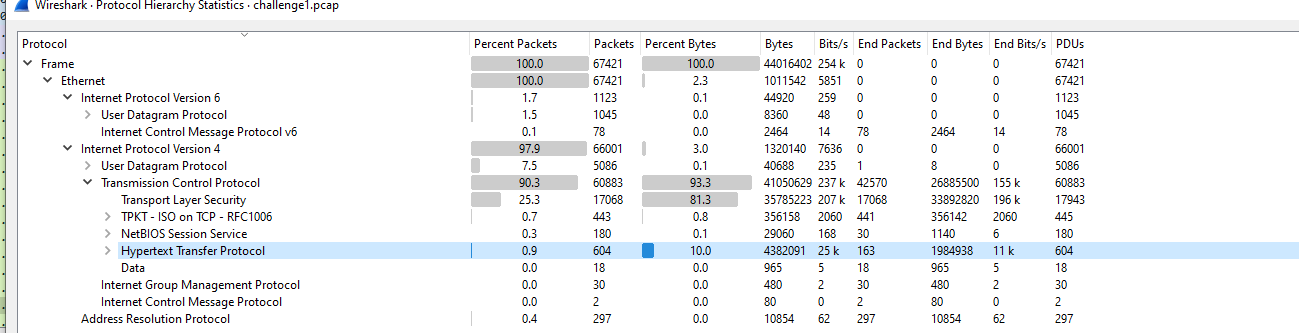 Wireshark · Protocol Hierarchy Statistics · challenge1.pcap
Protocol Percent Packets Packets Percent Bytes Bytes Bits/s End Packets End Bytes End Bits/s PDUs
Frame 100.0 67421 100.0 44016402 254 k 0 0 0 67421
Ethernet 100.0 67421 2.3 1011542 5851 0 0 0 67421
Internet Protocol Version 6 1.7 1123 0.1 44920 259 0 0 0 1123
User Datagram Protocol 1.5 1045 0.0 8360 48 0 0 0 1045
Internet Control Message Protocol v6 0.1 78 0.0 2464 14 78 2464 14 78
Internet Protocol Version 4 97.9 66001 3.0 1320140 7636 0 0 0 66001
User Datagram Protocol 7.5 5086 0.1 40688 235 1 8 0 5086
Transmission Control Protocol 90.3 60883 93.3 41050629 237 k 42570 26885500 155 k 60883
Transport Layer Security 25.3 17068 81.3 35785223 207 k 17068 33892820 196 k 17943
TPKT - ISO on TCP - RFC1006 0.7 443 0.8 356158 2060 441 356142 2060 445
NetBIOS Session Service 0.3 180 0.1 29060 168 30 1140 6 180
Hypertext Transfer Protocol 0.9 604 10.0 4382091 25 k 163 1984938 11 k 604
Data 0.0 18 0.0 965 5 18 965 5 18
Internet Group Management Protocol 0.0 30 0.0 480 2 30 480 2 30
Internet Control Message Protocol 0.0 2 0.0 80 0 2 80 0 2
Address Resolution Protocol 0.4 297 0.0 10854 62 297 10854 62 297